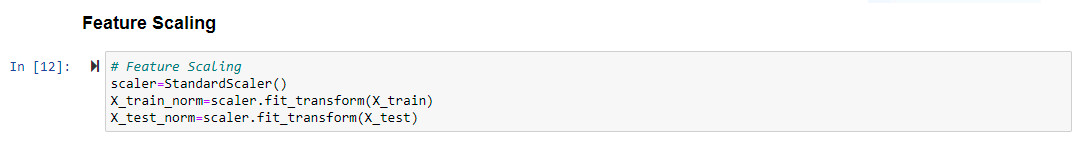 Feature Scaling
In [12]:
# Feature Scaling
scaler=StandardScaler()
X_train_norm=scaler.fit_transform(X_train)
X_test_norm=scaler.fit_transform(X_test)